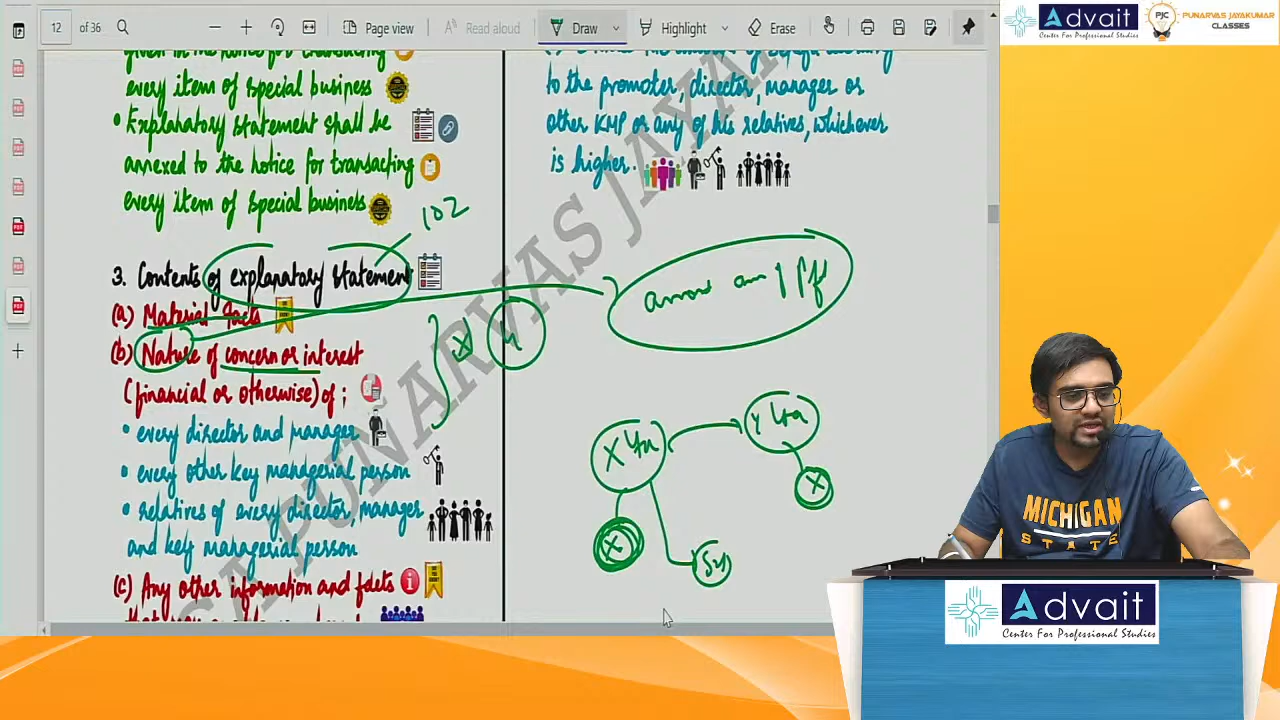 12 of 36
Page view
Read aloud
Draw
Highlight
Erase
Advait
Center For Professional Studies
PJC
PUNARVAS JAYAKUMAR
CLASSES
every item of special business
• Explanatory statement shall be
annexed to the notice for transacting
every item of special business
102
3. Contents of explanatory statement
(a) Material facts
(b) Nature of concern or interest
(financial or otherwise) of;
• every director and manager
• every other key managerial person
• relatives of every director, manager
and key managerial person
(c) Any other information and facts
to the promoter, director, manager or
other KMP or any of his relatives, whichever
is higher.
X
Y
X
X
MICHIGAN
STATE
Advait
Center For Professional Studies